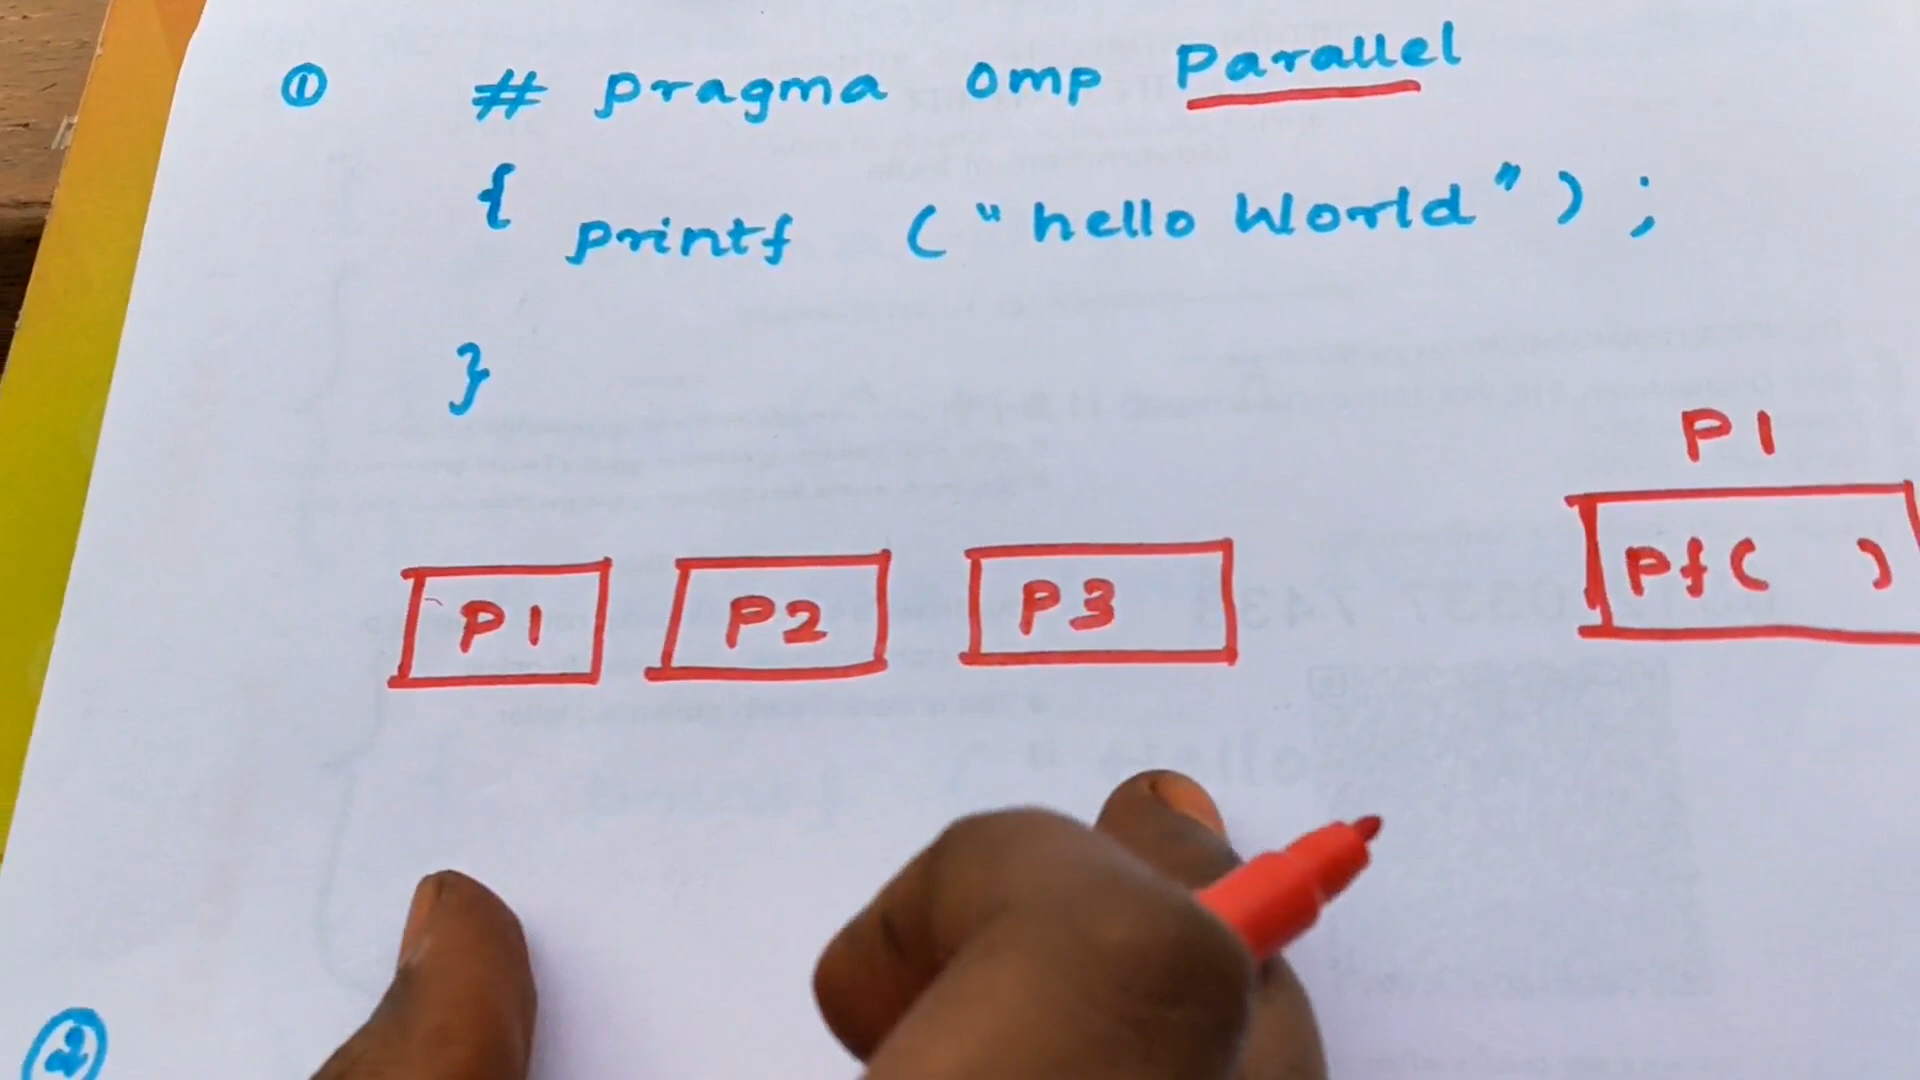 ① # pragma omp Parallel
{ printf ("hello World");
}
P1
P1 P2 P3 Pf( )
②